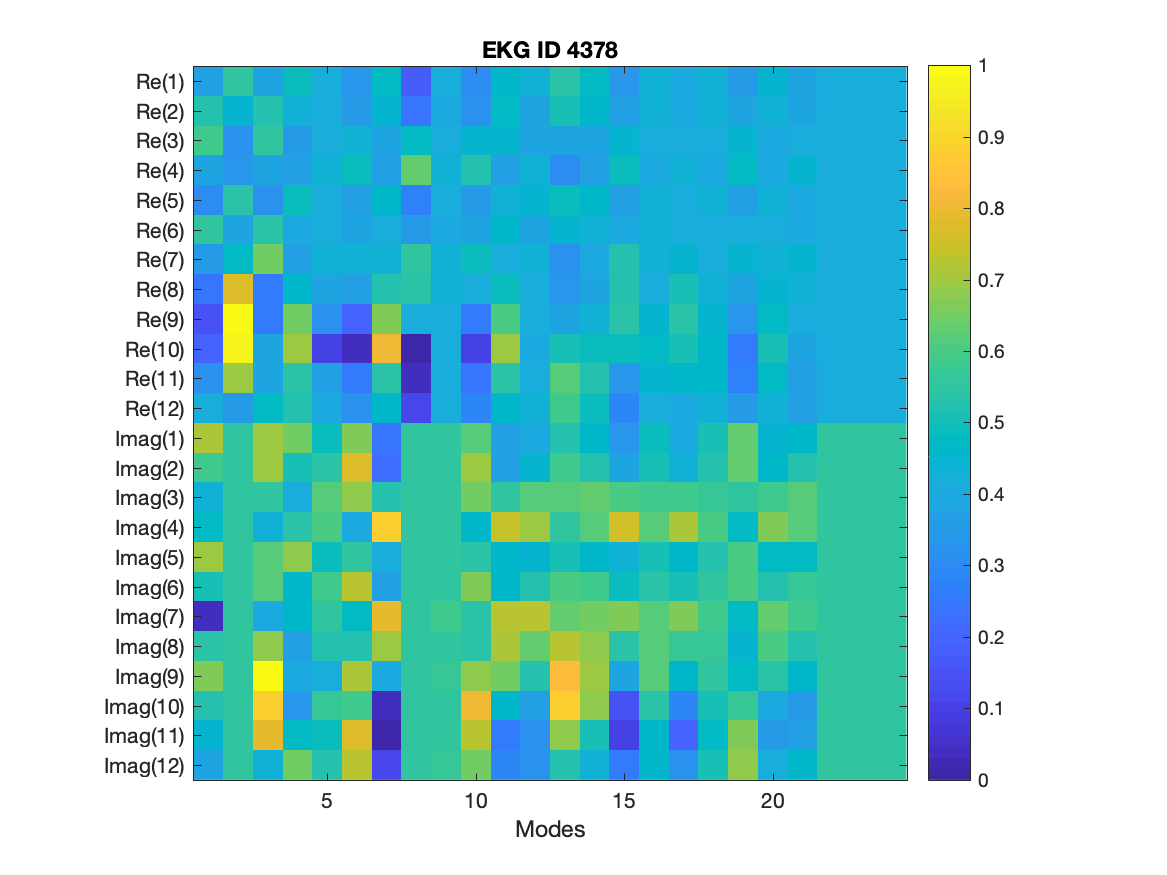 EKG ID 4378
Re(1)
Re(2)
Re(3)
Re(4)
Re(5)
Re(6)
Re(7)
Re(8)
Re(9)
Re(10)
Re(11)
Re(12)
Imag(1)
Imag(2)
Imag(3)
Imag(4)
Imag(5)
Imag(6)
Imag(7)
Imag(8)
Imag(9)
Imag(10)
Imag(11)
Imag(12)
5 10 15 20
Modes
1
0.9
0.8
0.7
0.6
0.5
0.4
0.3
0.2
0.1
0